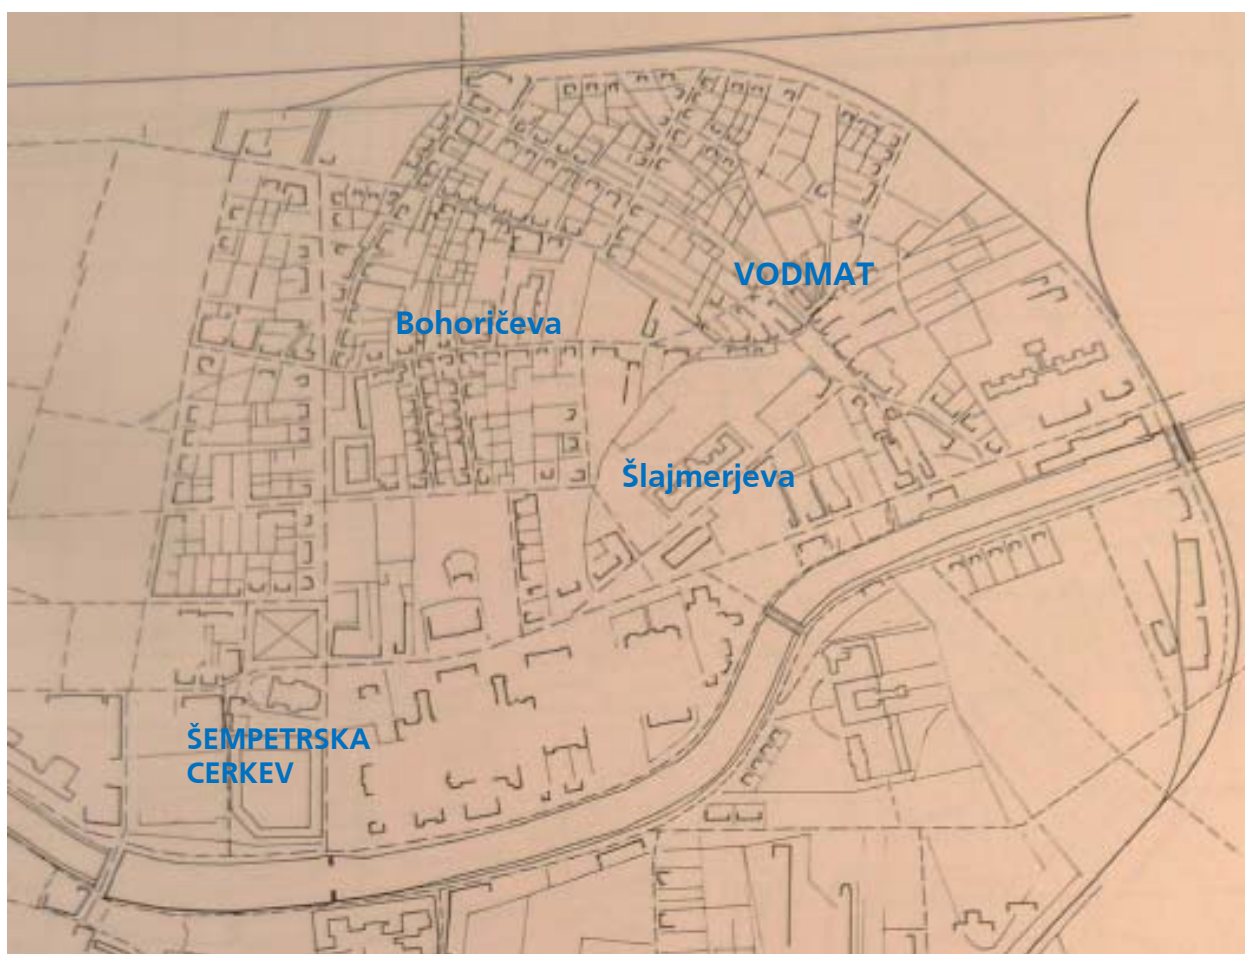 VODMAT
Bohoričeva
Šlajmerjeva
ŠEMPETRSKA
CERKEV